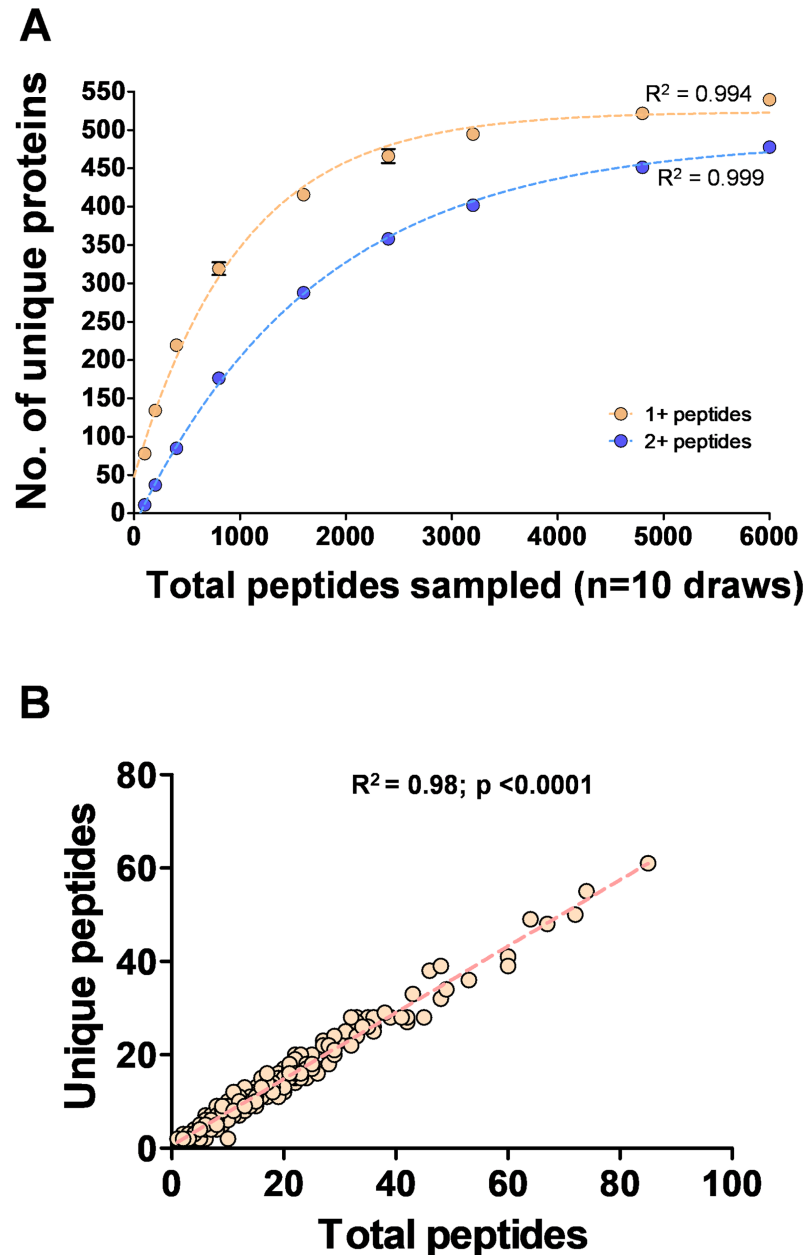 A
No. of unique proteins
550
500
450
400
350
300
250
200
150
100
50
0
R² = 0.994
R² = 0.999
1+ peptides
2+ peptides
0 1000 2000 3000 4000 5000 6000
Total peptides sampled (n=10 draws)
B
Unique peptides
80
60
40
20
0
R² = 0.98; p <0.0001
0 20 40 60 80 100
Total peptides